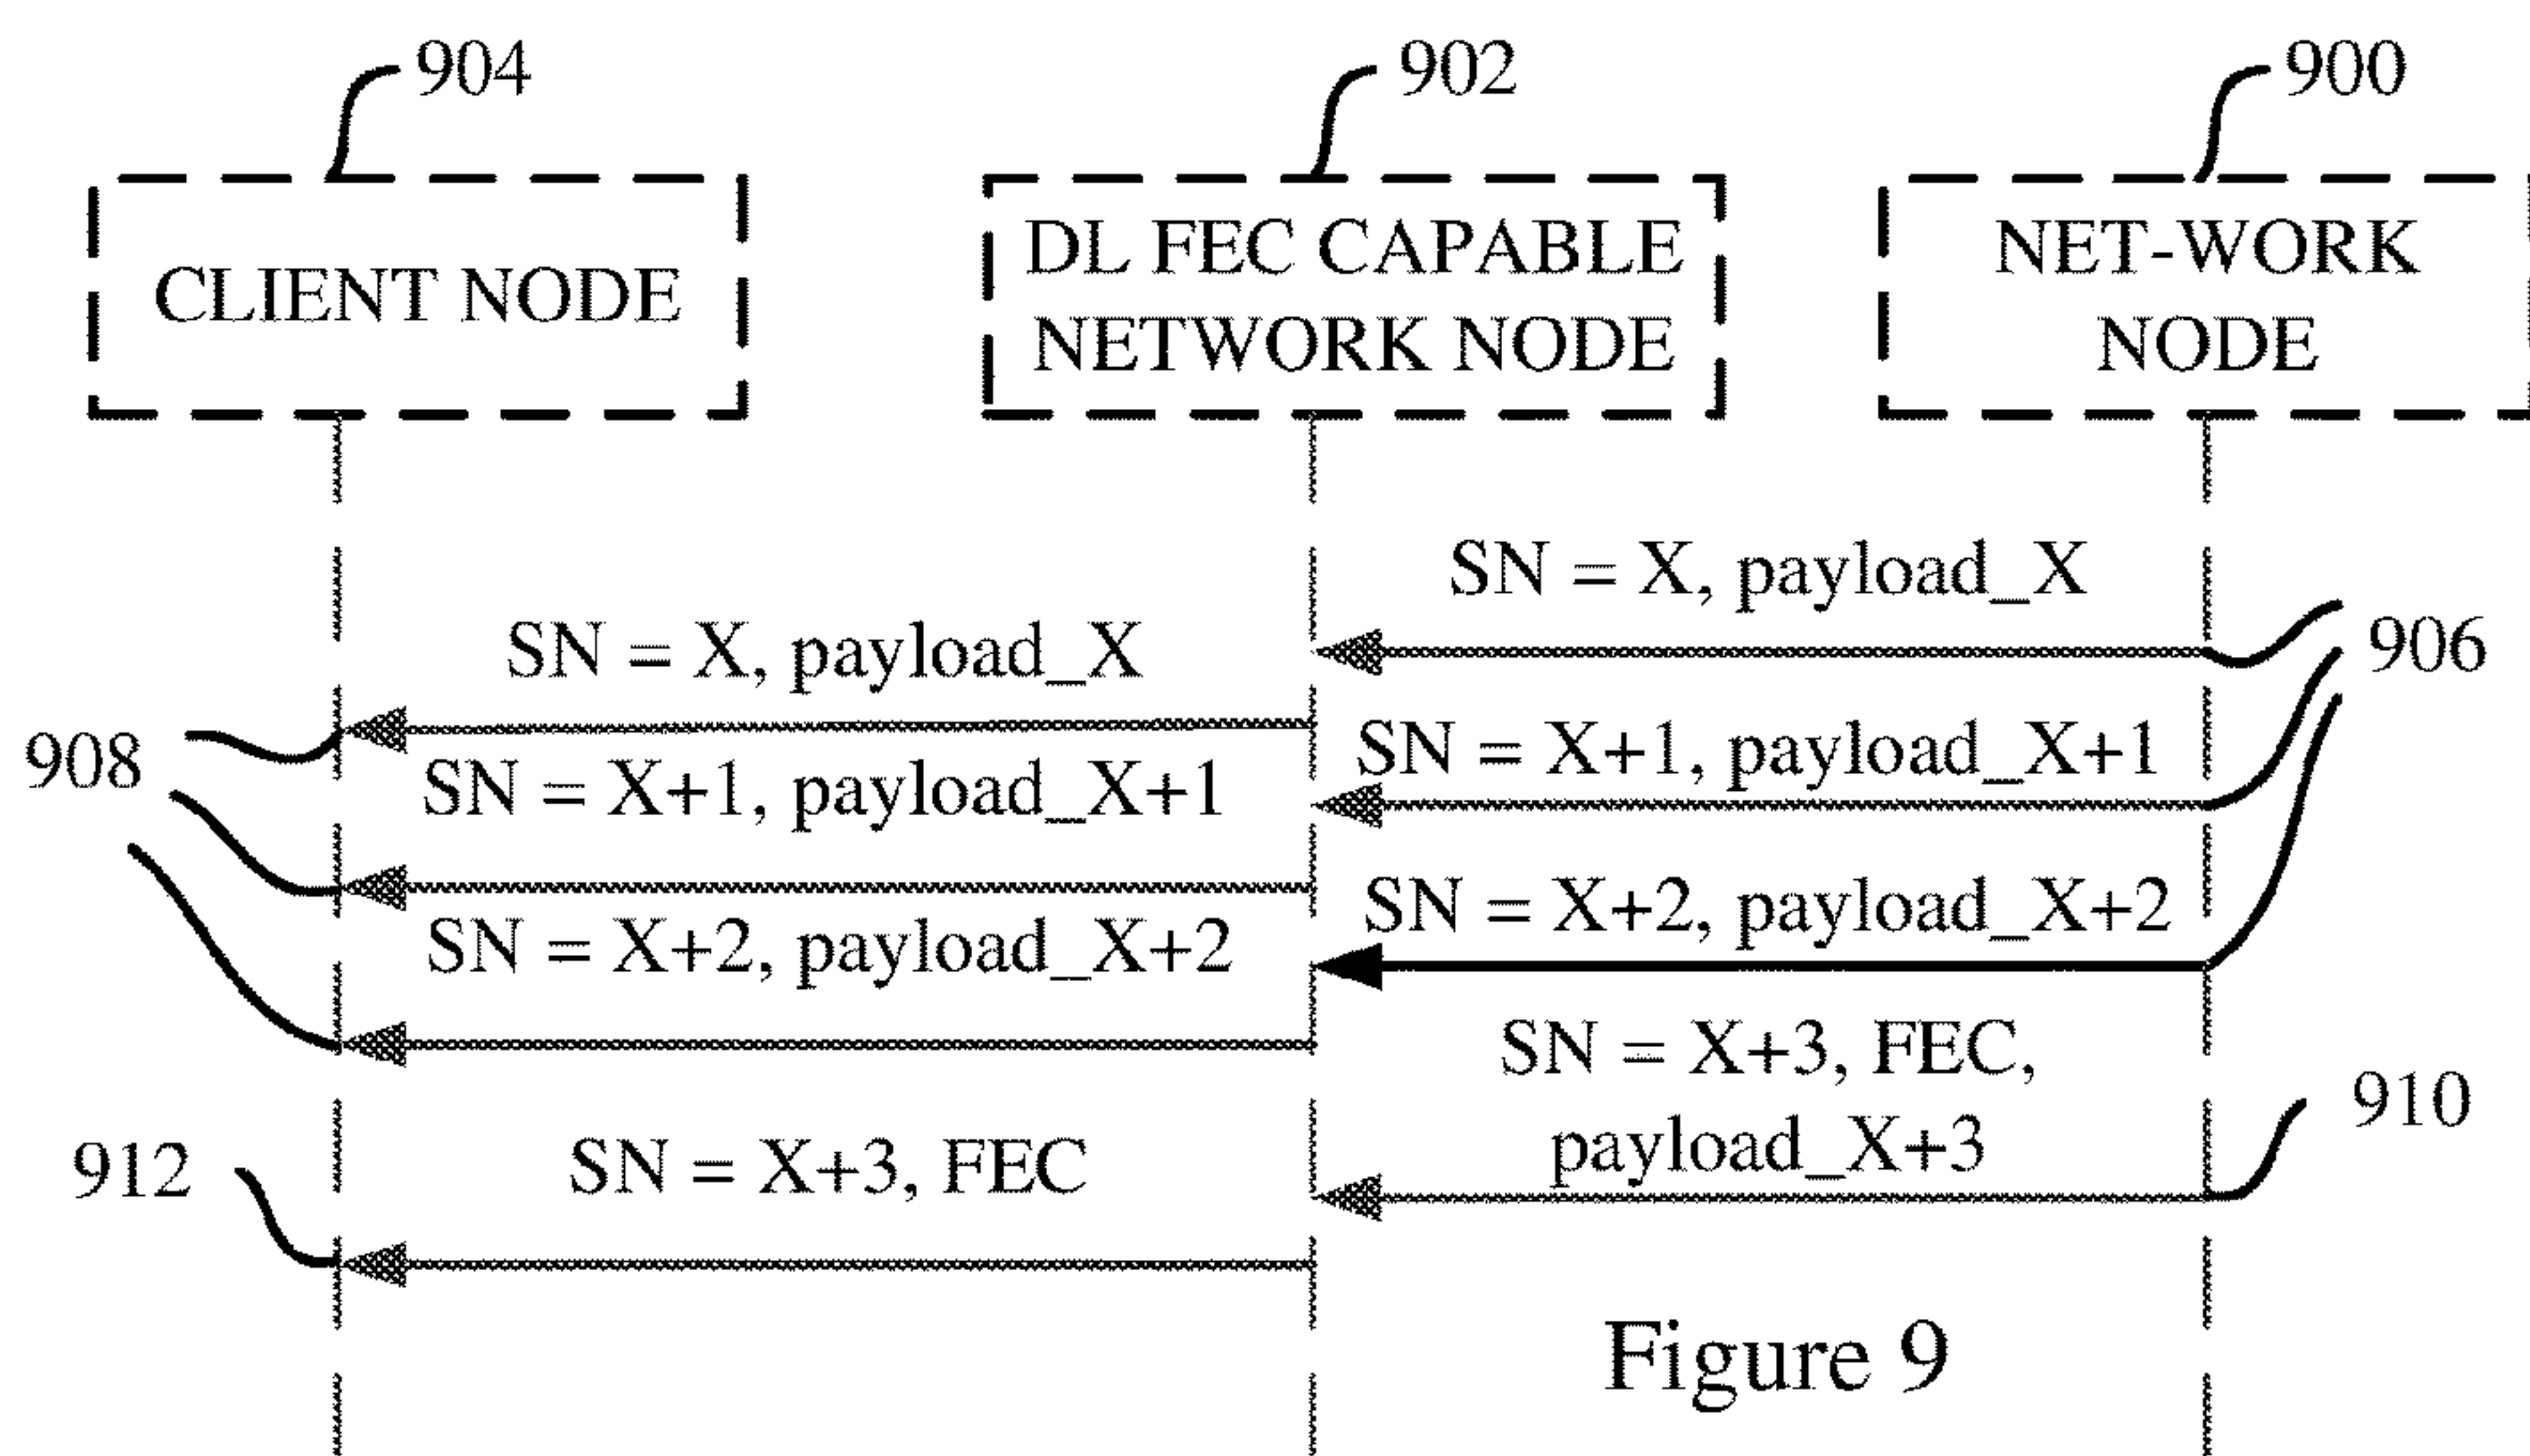 904
902
900
CLIENT NODE
DL FEC CAPABLE
NETWORK NODE
NET-WORK
NODE
SN = X, payload_X
906
SN = X, payload_X
908
SN = X+1, payload_X+1
SN = X+1, payload_X+1
SN = X+2, payload_X+2
SN = X+2, payload_X+2
SN = X+3, FEC,
payload_X+3
910
912
SN = X+3, FEC
Figure 9